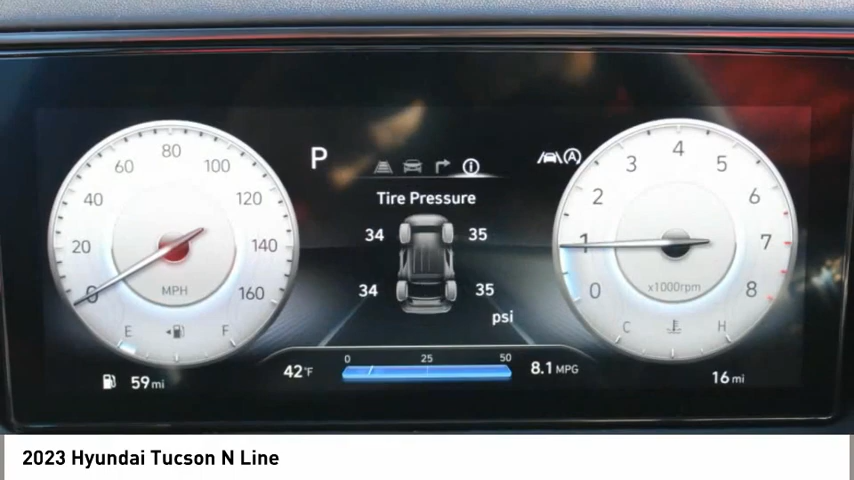 P
Tire Pressure
34 35
34 35
psi
0 20 40 60 80 100 120 140 160
MPH
E F
59 mi
42°F
0 25 50
8.1 MPG
A
0 1 2 3 4 5 6 7 8
x1000rpm
C H
16 mi
2023 Hyundai Tucson N Line